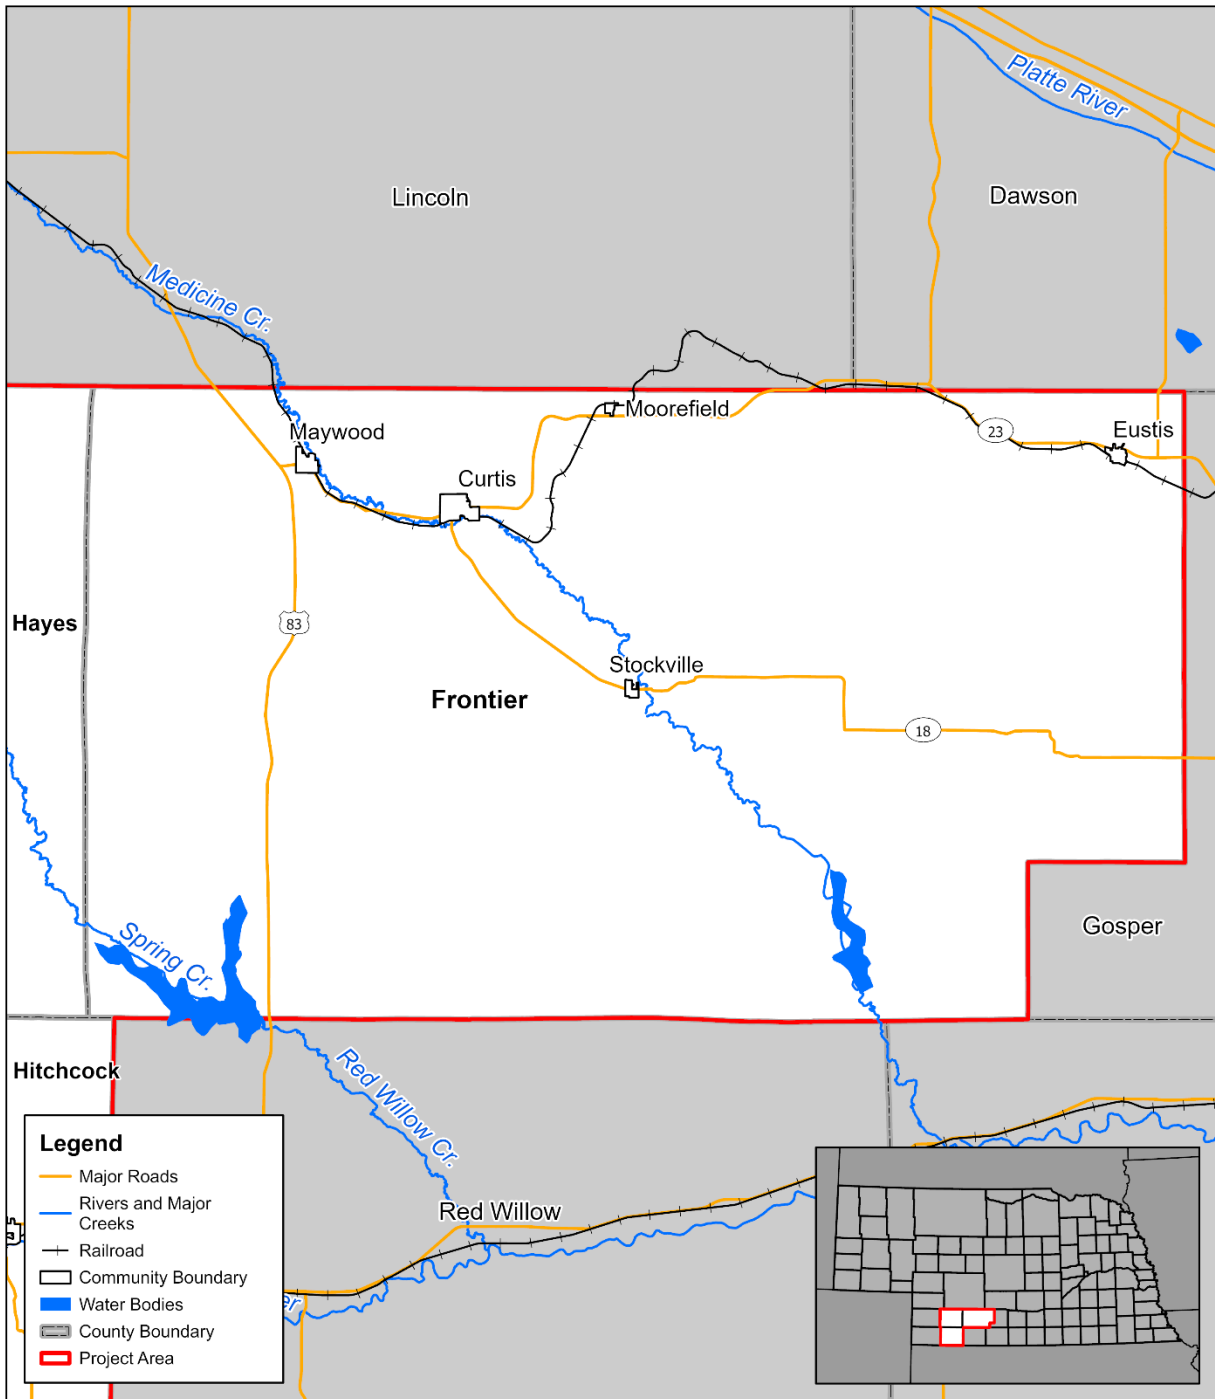 Platte River
Lincoln
Dawson
Medicine Cr.
Moorefield
Maywood
23
Eustis
Curtis
Hayes
83
Stockville
Frontier
18
Spring Cr.
Gosper
Hitchcock
Red Willow Cr.
Red Willow
Legend
Major Roads
Rivers and Major
Creeks
Railroad
Community Boundary
Water Bodies
County Boundary
Project Area
er